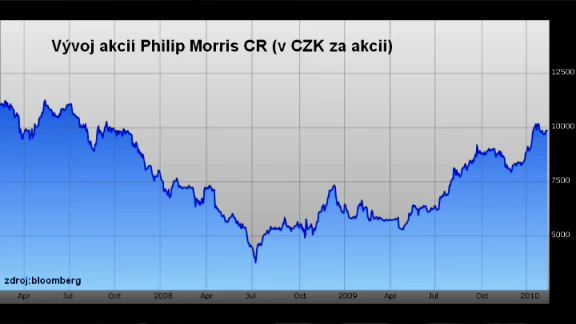 Vývoj akcií Philip Morris CR (v CZK za akcii)
12500
10000
7500
5000
zdroj:bloomberg
Apr Jul Oct 2008 Apr Jul Oct 2009 Apr Jul Oct 2010